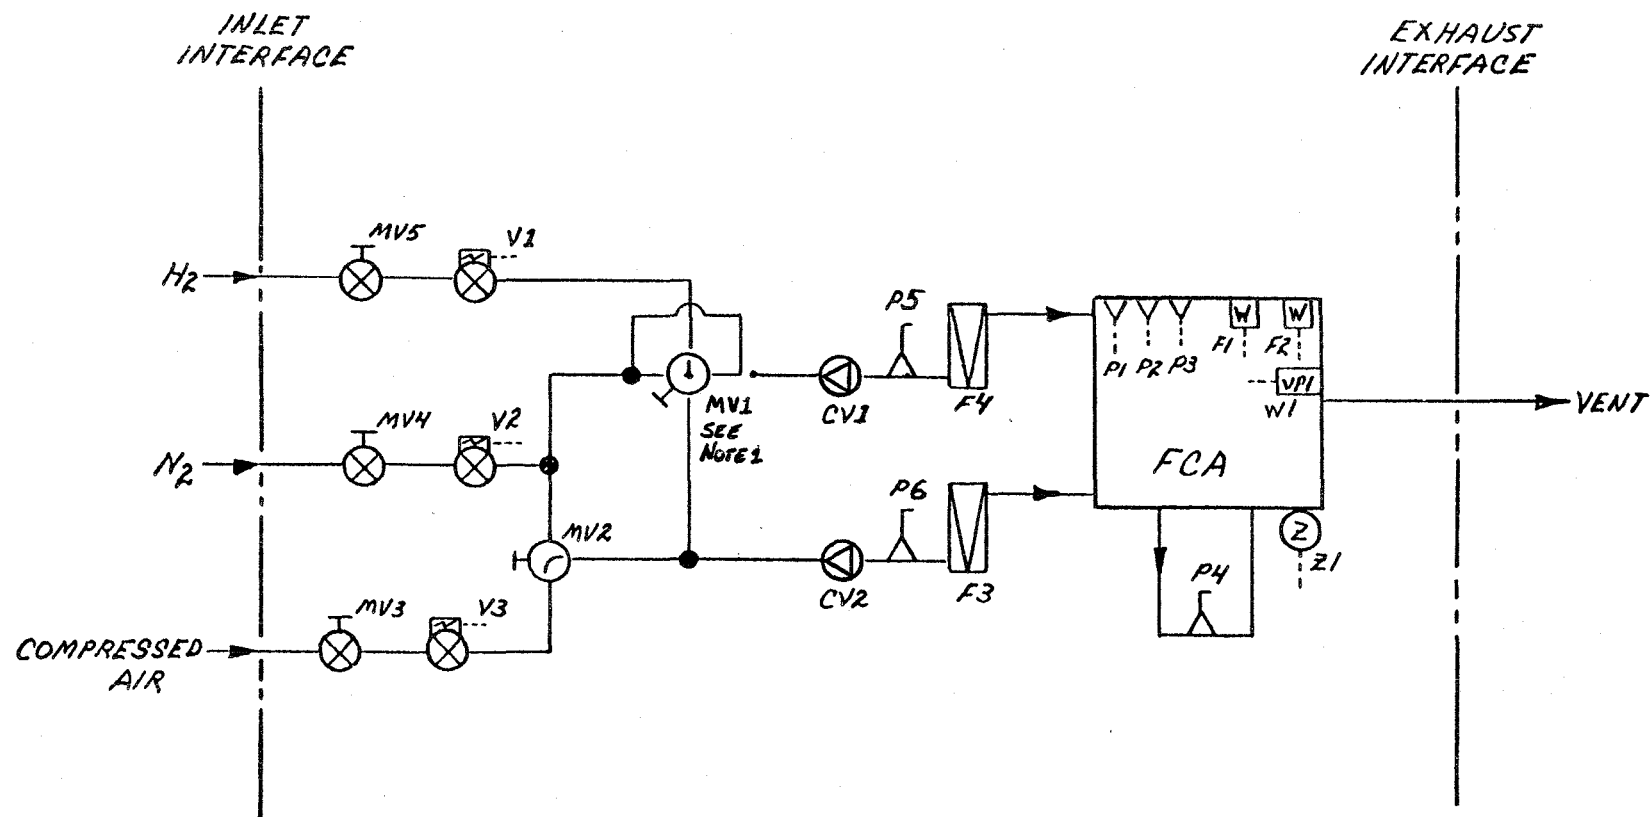 INLET
INTERFACE
EXHAUST
INTERFACE
MV5
V1
H2
P5
P1
P2
P3
W
W
F1
F2
VP1
W1
VENT
CV1
F4
MV1
SEE
NOTE 1
MV4
V2
N2
FCA
P6
MV2
Z
Z1
CV2
F3
P4
MV3
V3
COMPRESSED
AIR